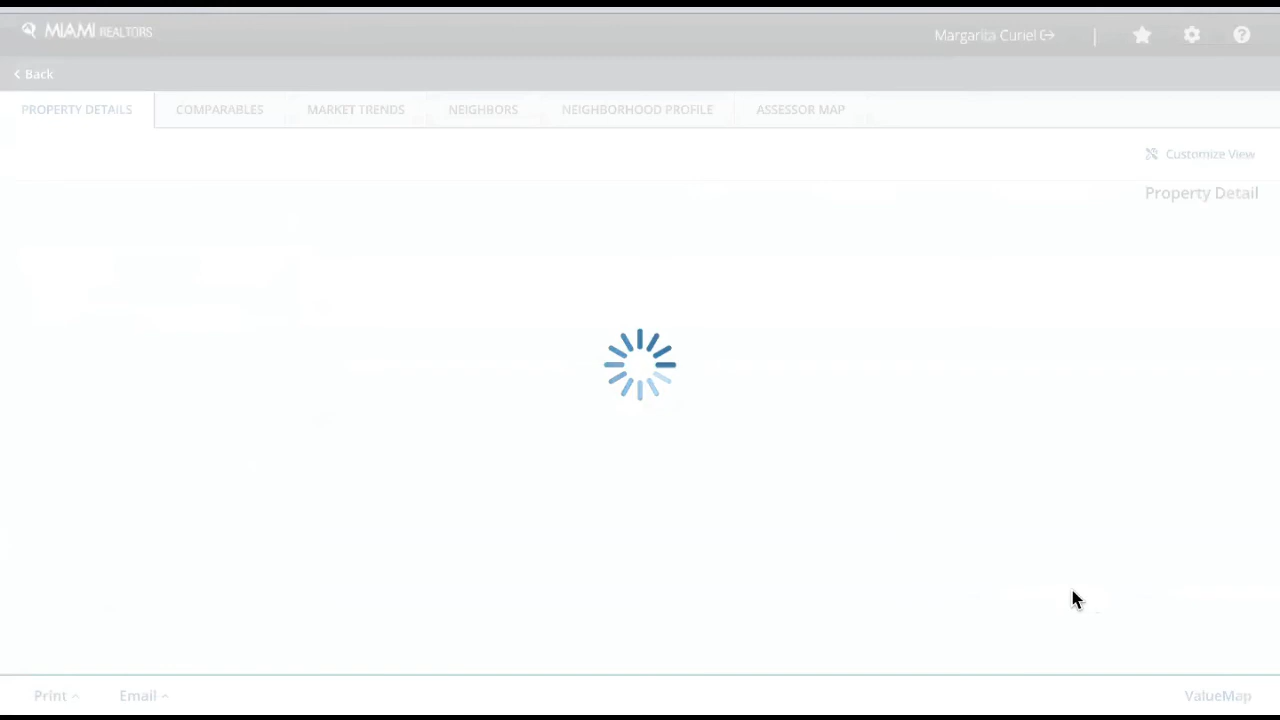 MIAMI REALTORS
Margarita Curiel
Back
PROPERTY DETAILS
COMPARABLES
MARKET TRENDS
NEIGHBORS
NEIGHBORHOOD PROFILE
ASSESSOR MAP
Customize View
Property Detail
Print
Email
ValueMap